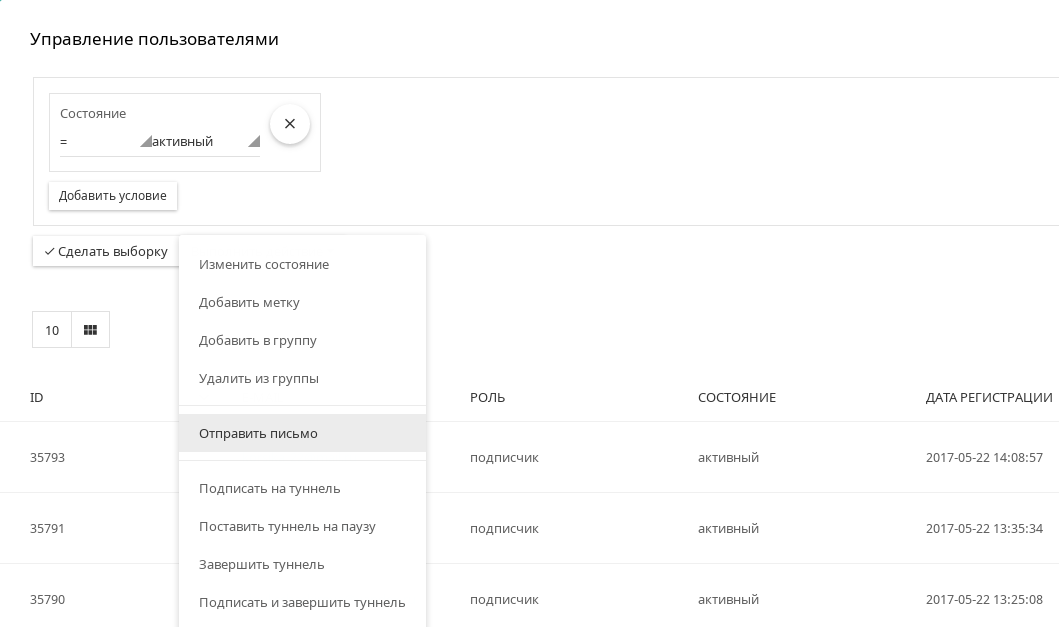 Управление пользователями
Состояние
= активный
Добавить условие
Сделать выборку
Изменить состояние
Добавить метку
Добавить в группу
Удалить из группы
Отправить письмо
Подписать на туннель
Поставить туннель на паузу
Завершить туннель
Подписать и завершить туннель
10
ID РОЛЬ СОСТОЯНИЕ ДАТА РЕГИСТРАЦИИ
35793 подписчик активный 2017-05-22 14:08:57
35791 подписчик активный 2017-05-22 13:35:34
35790 подписчик активный 2017-05-22 13:25:08